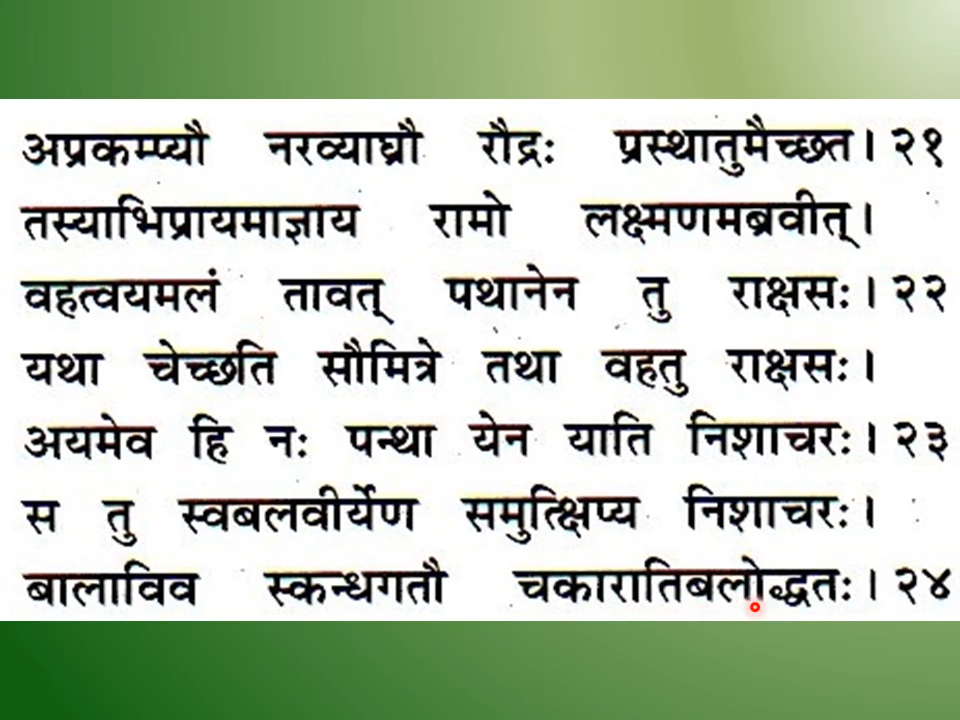 अप्रकम्प्यौ नरव्याघ्रौ रौद्रः प्रस्थातुमैच्छत। २१
तस्याभिप्रायमाज्ञाय रामो लक्ष्मणमब्रवीत्।
वहत्वयमलं तावत् पथानेन तु राक्षसः। २२
यथा चेच्छति सौमित्रे तथा वहतु राक्षसः।
अयमेव हि नः पन्था येन याति निशाचरः। २३
स तु स्वबलवीर्येण समुत्क्षिप्य निशाचरः।
बालाविव स्कन्धगतौ चकारातिबलोद्धतः। २४